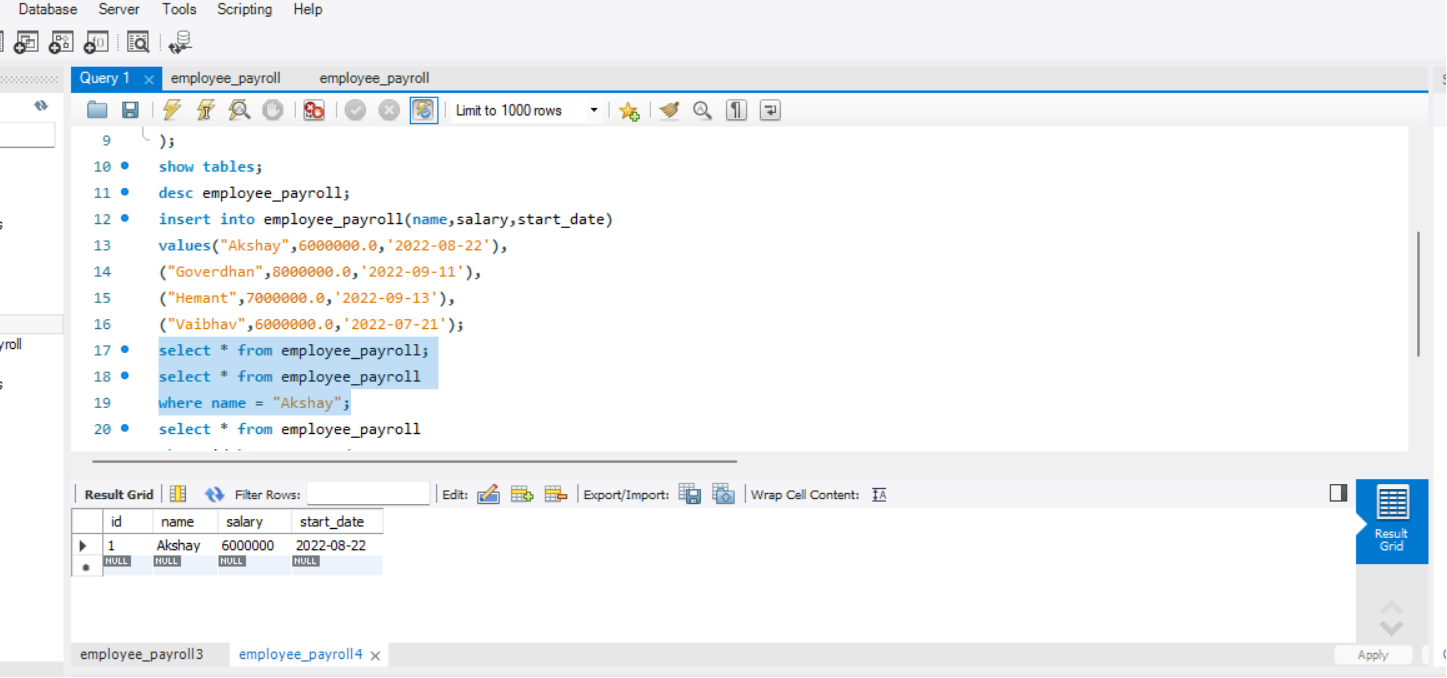 Database Server Tools Scripting Help
Query 1 employee_payroll employee_payroll
Limit to 1000 rows
9 );
10 show tables;
11 desc employee_payroll;
12 insert into employee_payroll(name,salary,start_date)
13 values("Akshay",6000000.0,'2022-08-22'),
14 ("Goverdhan",8000000.0,'2022-09-11'),
15 ("Hemant",7000000.0,'2022-09-13'),
16 ("Vaibhav",6000000.0,'2022-07-21');
yroll
17 select * from employee_payroll;
18 select * from employee_payroll
19 where name = "Akshay";
20 select * from employee_payroll
Result Grid Filter Rows: Edit: Export/Import: Wrap Cell Content:
id name salary start_date
1 Akshay 6000000 2022-08-22
NULL NULL NULL NULL
Result
Grid
employee_payroll3 employee_payroll4 Apply